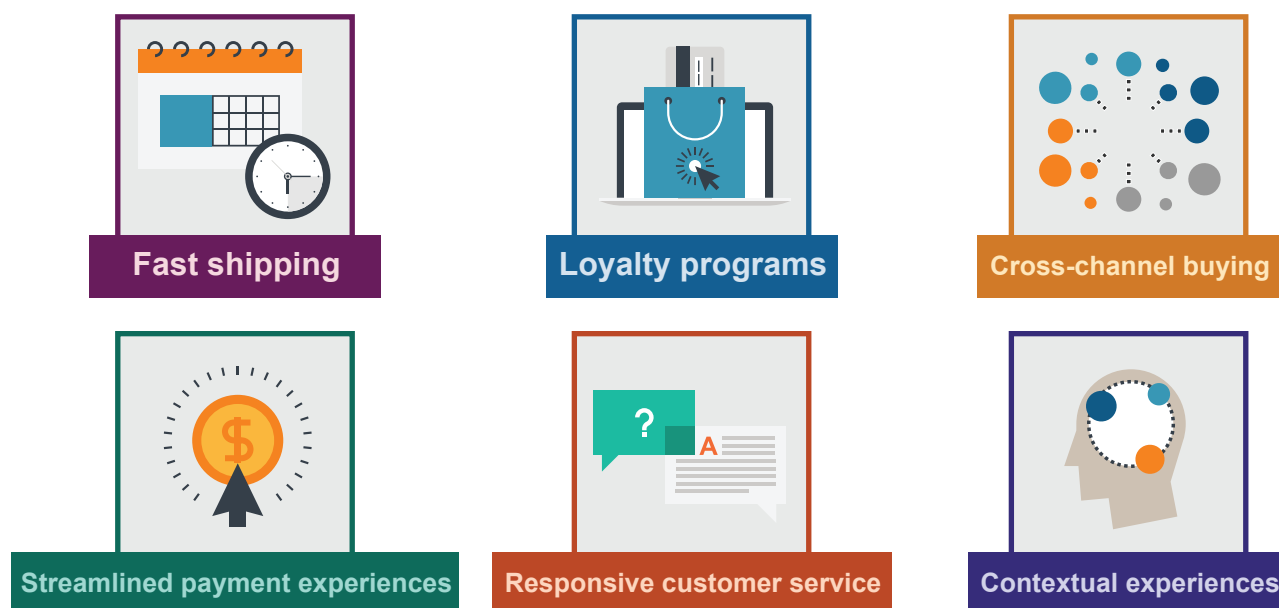 Fast shipping
Loyalty programs
Cross-channel buying
$
?
A
Streamlined payment experiences
Responsive customer service
Contextual experiences